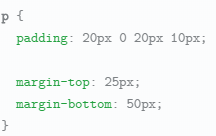 p {
  padding: 20px 0 20px 10px;

  margin-top: 25px;
  margin-bottom: 50px;
}